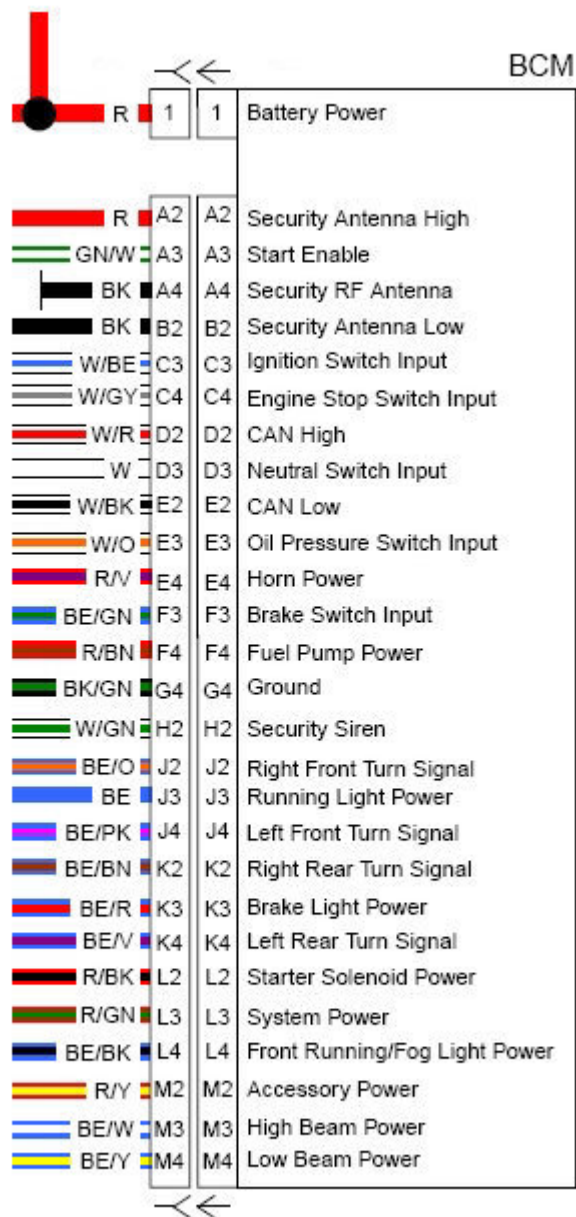 BCM
R 1 1 Battery Power
R A2 A2 Security Antenna High
GN/W A3 A3 Start Enable
BK A4 A4 Security RF Antenna
BK B2 B2 Security Antenna Low
W/BE C3 C3 Ignition Switch Input
W/GY C4 C4 Engine Stop Switch Input
W/R D2 D2 CAN High
W D3 D3 Neutral Switch Input
W/BK E2 E2 CAN Low
W/O E3 E3 Oil Pressure Switch Input
R/V E4 E4 Horn Power
BE/GN F3 F3 Brake Switch Input
R/BN F4 F4 Fuel Pump Power
BK/GN G4 G4 Ground
W/GN H2 H2 Security Siren
BE/O J2 J2 Right Front Turn Signal
BE J3 J3 Running Light Power
BE/PK J4 J4 Left Front Turn Signal
BE/BN K2 K2 Right Rear Turn Signal
BE/R K3 K3 Brake Light Power
BE/V K4 K4 Left Rear Turn Signal
R/BK L2 L2 Starter Solenoid Power
R/GN L3 L3 System Power
BE/BK L4 L4 Front Running/Fog Light Power
R/Y M2 M2 Accessory Power
BE/W M3 M3 High Beam Power
BE/Y M4 M4 Low Beam Power